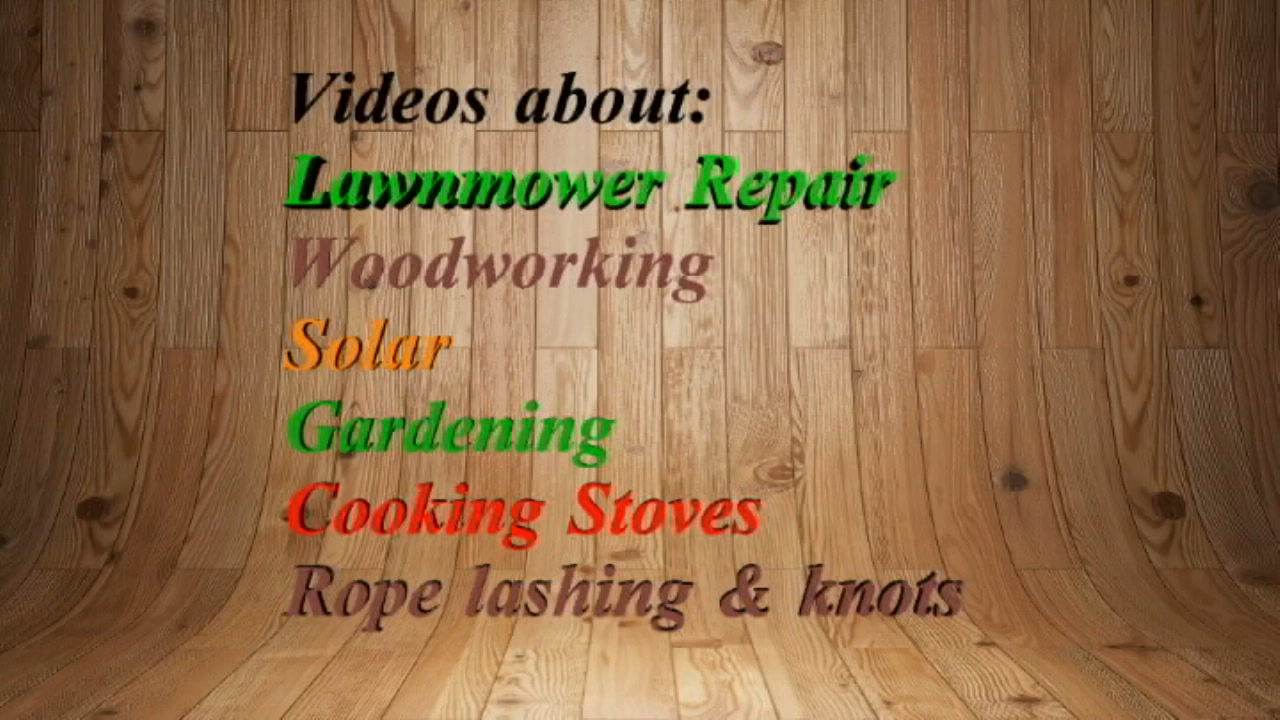 Videos about:
Lawnmower Repair
Woodworking
Solar
Gardening
Cooking Stoves
Rope lashing & knots